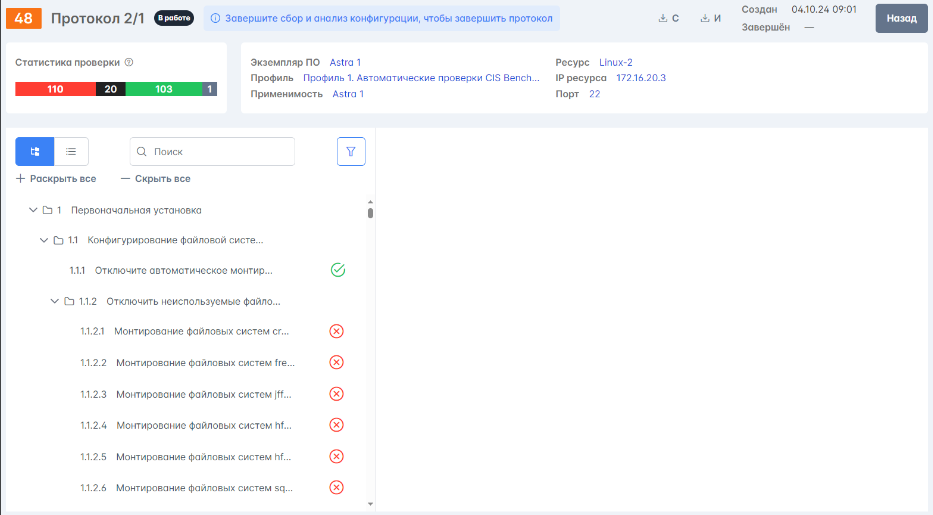 48 Протокол 2/1 В работе Завершите сбор и анализ конфигурации, чтобы завершить протокол С И Создан 04.10.24 09:01 Назад
Завершён —
Статистика проверки
110 20 103 1
Экземпляр ПО Astra 1
Профиль Профиль 1. Автоматические проверки CIS Bench...
Применимость Astra 1
Ресурс Linux-2
IP ресурса 172.16.20.3
Порт 22
Поиск
Раскрыть все Скрыть все
1 Первоначальная установка
1.1 Конфигурирование файловой систе...
1.1.1 Отключите автоматическое монтир...
1.1.2 Отключить неиспользуемые файло...
1.1.2.1 Монтирование файловых систем cr...
1.1.2.2 Монтирование файловых систем fre...
1.1.2.3 Монтирование файловых систем jff...
1.1.2.4 Монтирование файловых систем hf...
1.1.2.5 Монтирование файловых систем hf...
1.1.2.6 Монтирование файловых систем sq...